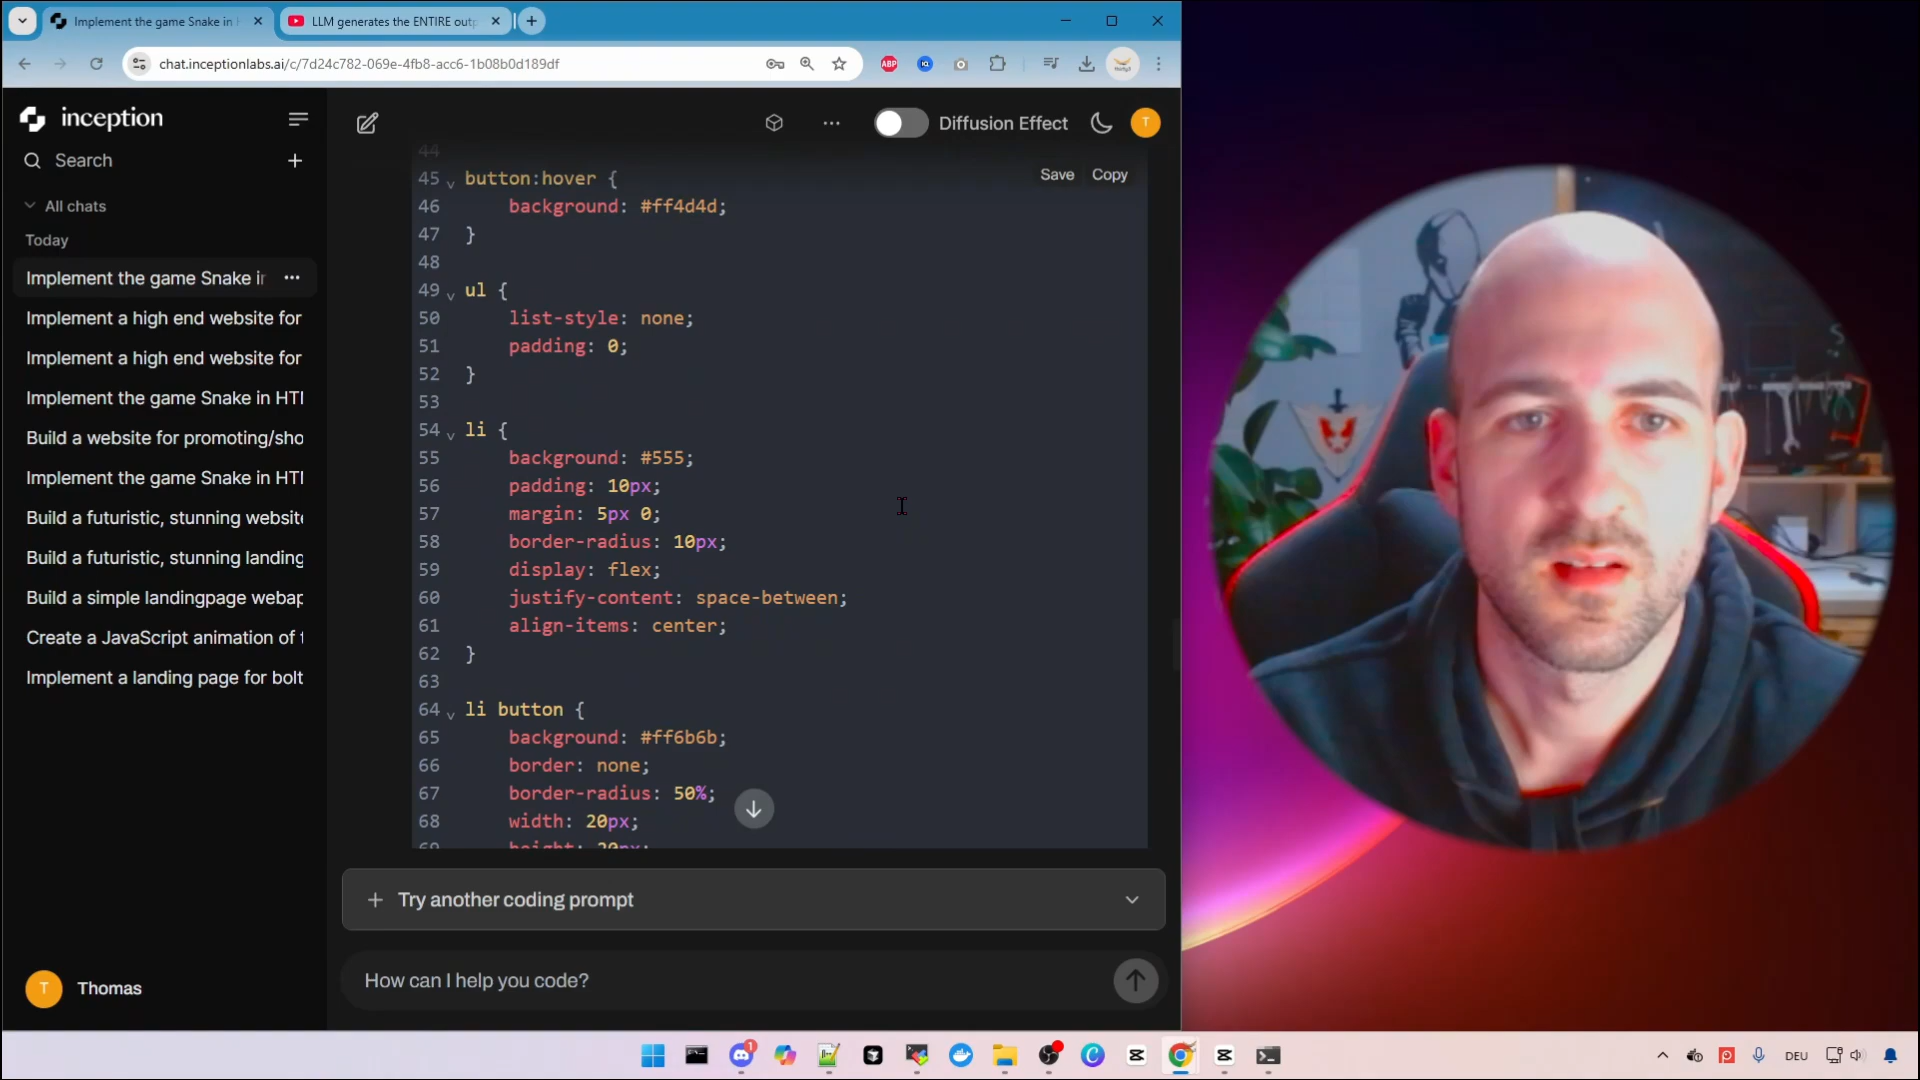 Implement the game Snake in
LLM generates the ENTIRE outp
chat.inceptionlabs.ai/c/7d24c782-069e-4fb8-acc6-1b08b0d189df
ABP
inception
Diffusion Effect
T
Search
All chats
Today
Implement the game Snake in
Implement a high end website for
Implement a high end website for
Implement the game Snake in HTI
Build a website for promoting/sho
Implement the game Snake in HTI
Build a futuristic, stunning website
Build a futuristic, stunning landing
Build a simple landingpage webap
Create a JavaScript animation of t
Implement a landing page for bolt
T
Thomas
Save
Copy
44
45 button:hover {
46 background: #ff4d4d;
47 }
48
49 ul {
50 list-style: none;
51 padding: 0;
52 }
53
54 li {
55 background: #555;
56 padding: 10px;
57 margin: 5px 0;
58 border-radius: 10px;
59 display: flex;
60 justify-content: space-between;
61 align-items: center;
62 }
63
64 li button {
65 background: #ff6b6b;
66 border: none;
67 border-radius: 50%;
68 width: 20px;
69 height: 20px;
Try another coding prompt
How can I help you code?
1
DEU